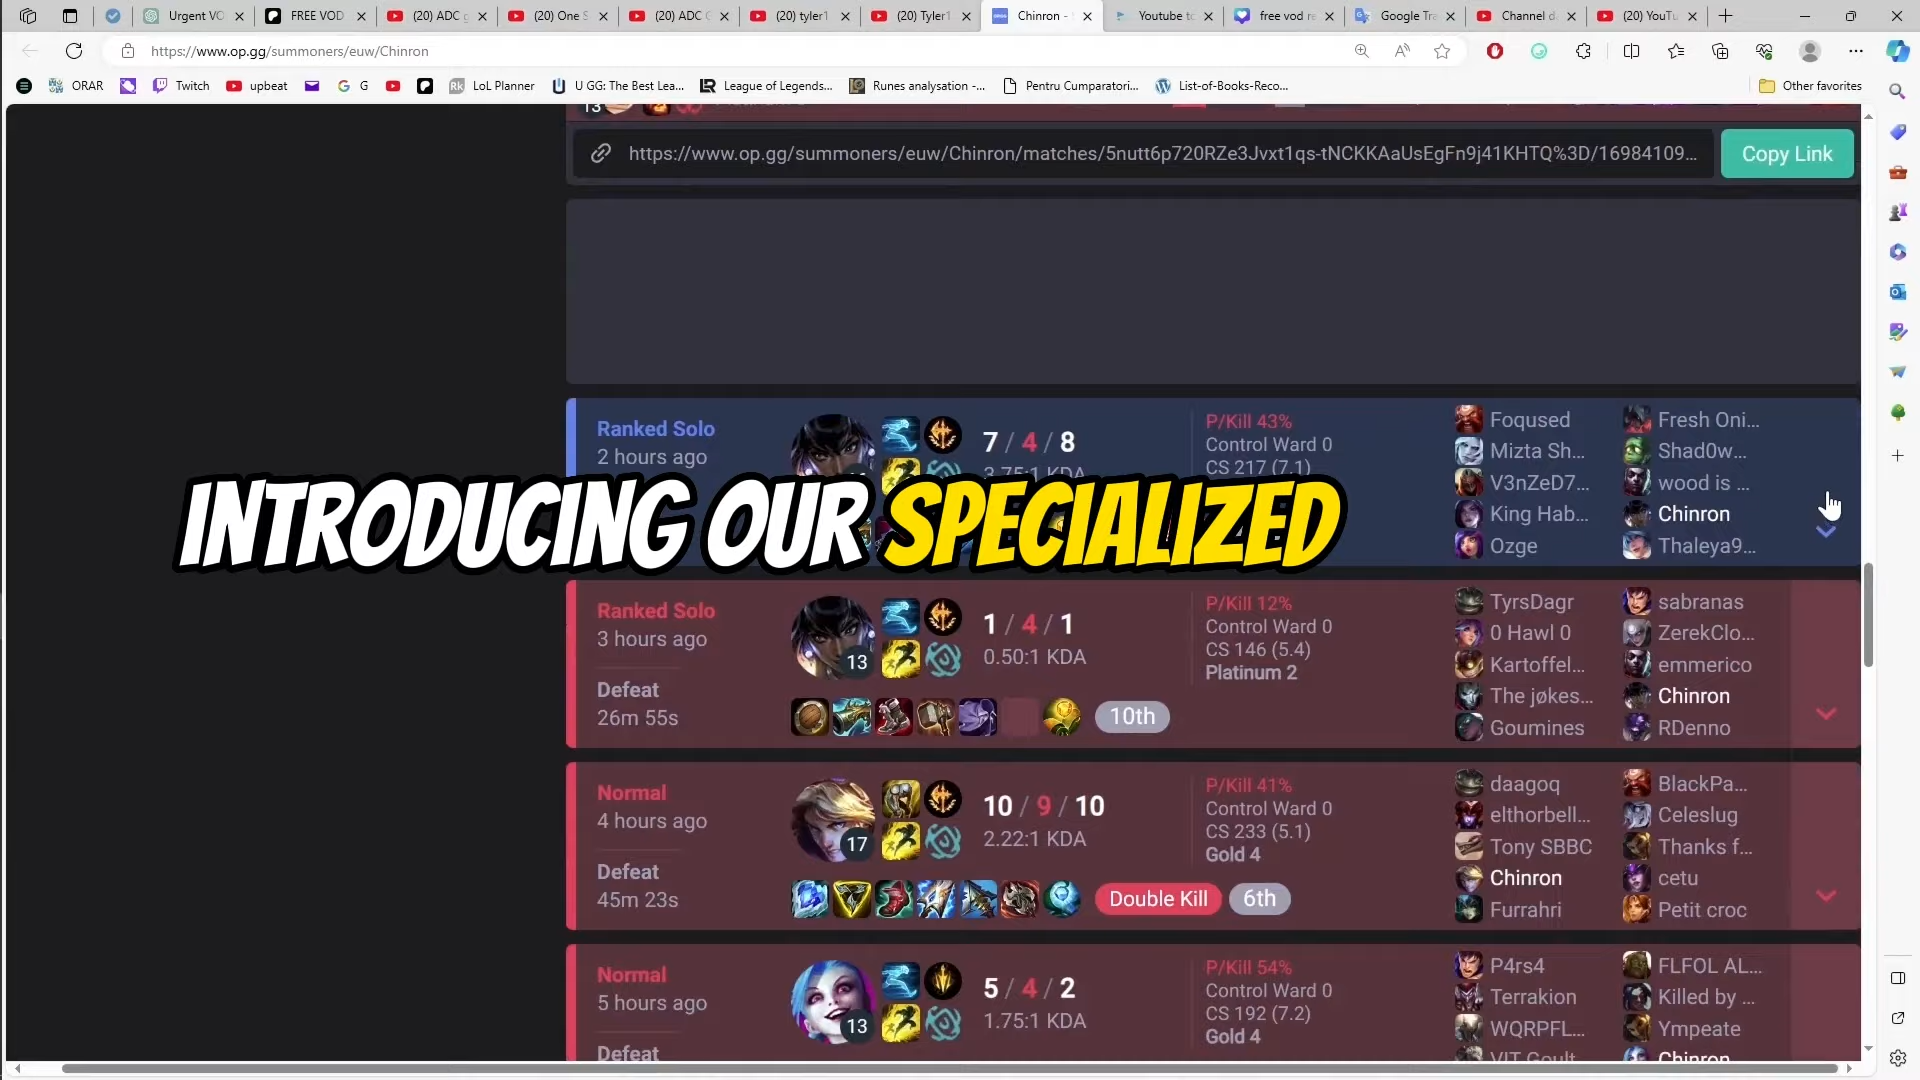 Urgent VO
FREE VOD
(20) ADC g
(20) One S
(20) ADC G
(20) tyler1
(20) Tyler1
Chinron -
Youtube to
free vod re
Google Tra
Channel d
(20) YouTu
https://www.op.gg/summoners/euw/Chinron
ORAR
Twitch
upbeat
G
LoL Planner
U GG: The Best Lea...
League of Legends...
Runes analysation -...
Pentru Cumparatori...
List-of-Books-Reco...
Other favorites
13
https://www.op.gg/summoners/euw/Chinron/matches/5nutt6p720RZe3Jvxt1qs-tNCKKAaUsEgFn9j41KHTQ%3D/16984109...
Copy Link
Ranked Solo
2 hours ago
7 / 4 / 8
3.75:1 KDA
P/Kill 43%
Control Ward 0
CS 217 (7.1)
Foqused
Mizta Sh...
V3nZeD7...
King Hab...
Ozge
Fresh Oni...
Shad0w...
wood is ...
Chinron
Thaleya9...
INTRODUCING OUR SPECIALIZED
Ranked Solo
3 hours ago
Defeat
26m 55s
13
1 / 4 / 1
0.50:1 KDA
10th
P/Kill 12%
Control Ward 0
CS 146 (5.4)
Platinum 2
TyrsDagr
0 Hawl 0
Kartoffel...
The jøkes...
Goumines
sabranas
ZerekClo...
emmerico
Chinron
RDenno
Normal
4 hours ago
Defeat
45m 23s
17
10 / 9 / 10
2.22:1 KDA
Double Kill
6th
P/Kill 41%
Control Ward 0
CS 233 (5.1)
Gold 4
daagoq
elthorbell...
Tony SBBC
Chinron
Furrahri
BlackPa...
Celeslug
Thanks f...
cetu
Petit croc
Normal
5 hours ago
Defeat
13
5 / 4 / 2
1.75:1 KDA
P/Kill 54%
Control Ward 0
CS 192 (7.2)
Gold 4
P4rs4
Terrakion
WQRPFL...
VIT Goult
FLFOL AL...
Killed by ...
Ympeate
Chinron